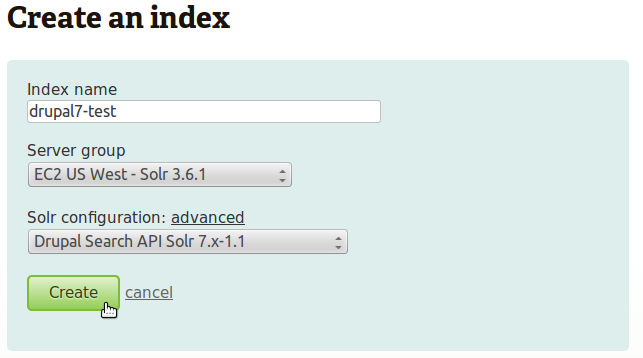 Create an index
Index name
drupal7-test
Server group
EC2 US West - Solr 3.6.1
Solr configuration: advanced
Drupal Search API Solr 7.x-1.1
Create cancel